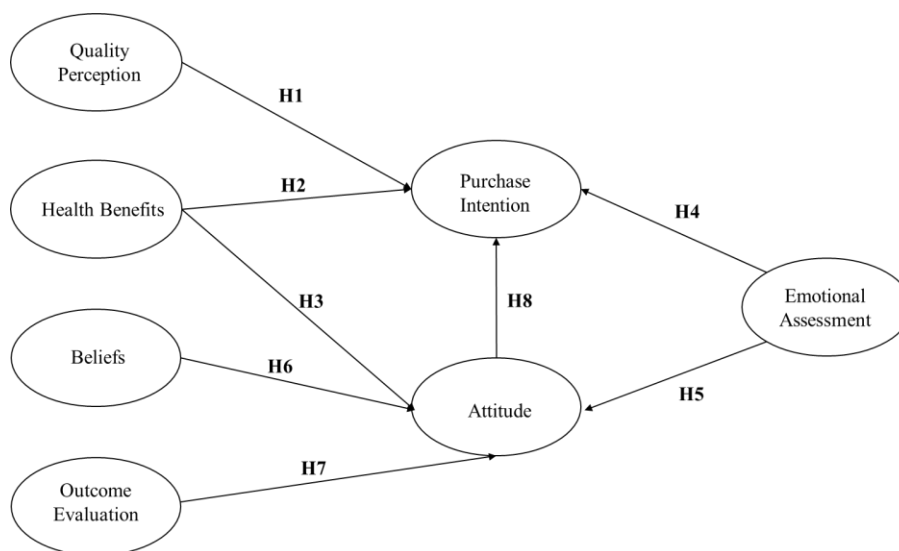 Quality
Perception
H1
Health Benefits
H2
Purchase
Intention
H4
H3
H8
Emotional
Assessment
Beliefs
H6
Attitude
H5
H7
Outcome
Evaluation